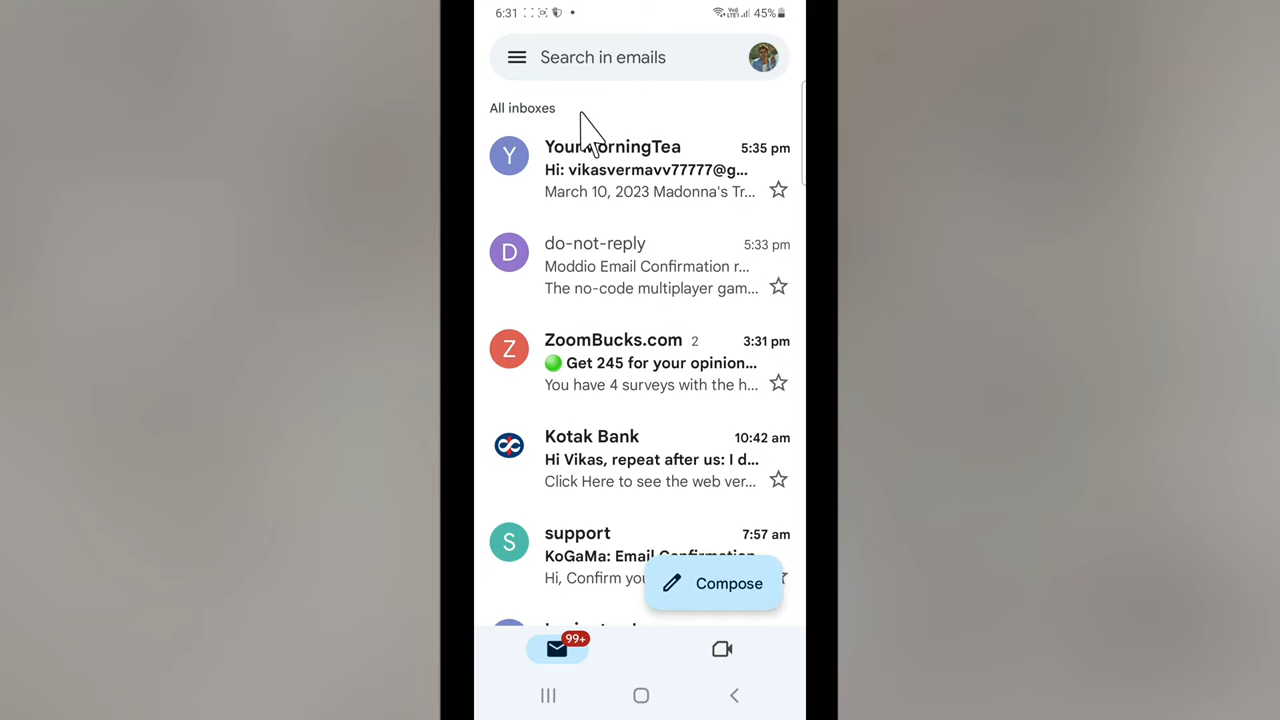 6:31
45%
Search in emails
All inboxes
YourMorningTea 5:35 pm
Hi: vikasvermavv77777@g...
March 10, 2023 Madonna's Tr...
Y
do-not-reply 5:33 pm
D
Moddio Email Confirmation r...
The no-code multiplayer gam...
ZoomBucks.com 2 3:31 pm
Z
Get 245 for your opinion...
You have 4 surveys with the h...
Kotak Bank 10:42 am
Hi Vikas, repeat after us: I d...
Click Here to see the web ver...
support 7:57 am
S
KoGaMa: Email Confirmation
Hi, Confirm you
Compose
99+